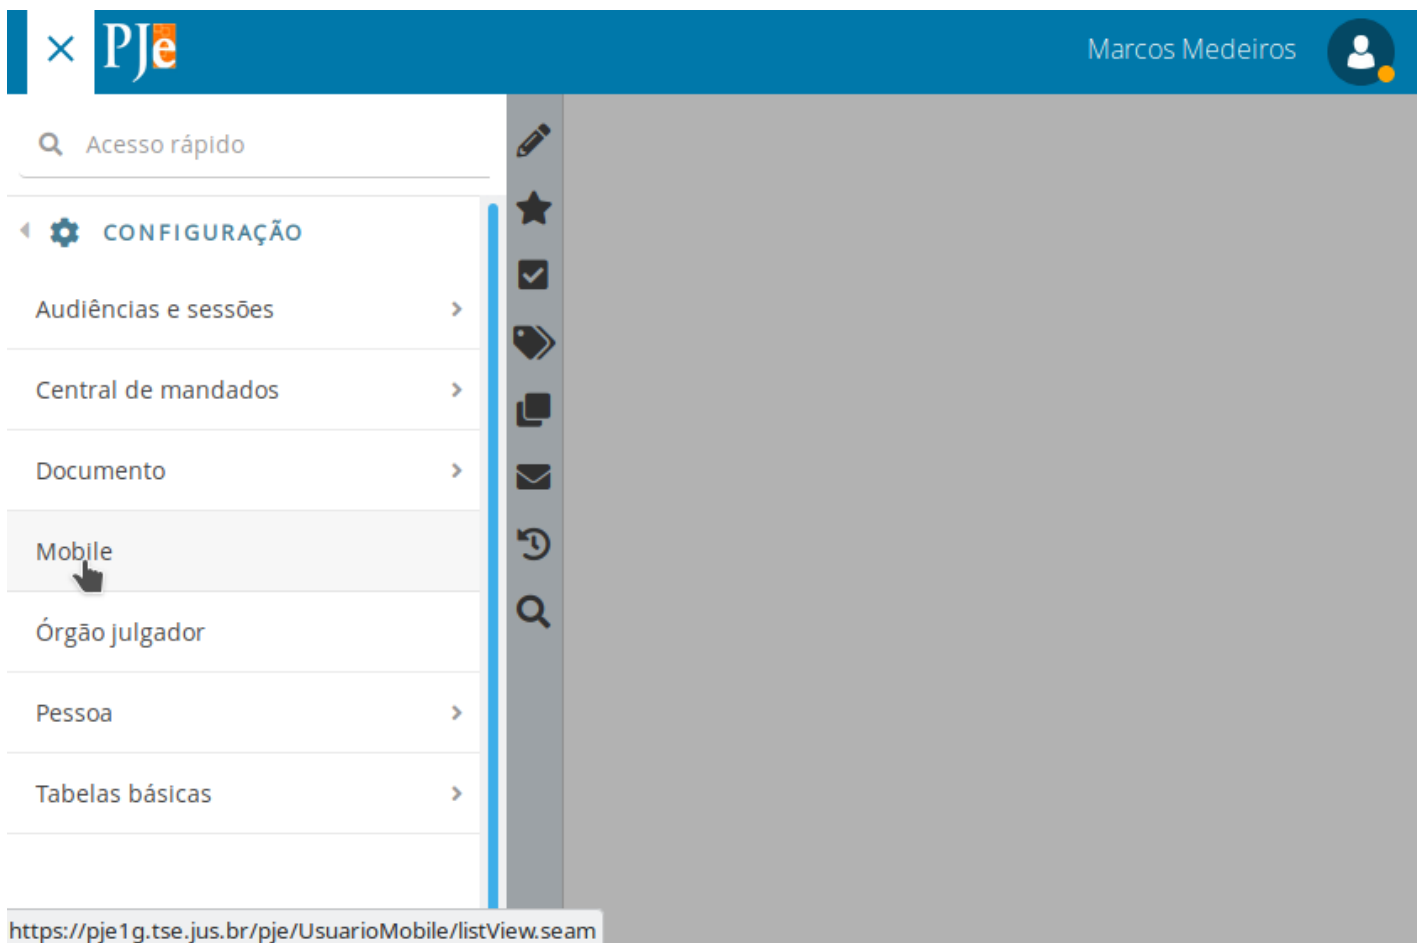 PJe
Marcos Medeiros
Acesso rápido
CONFIGURAÇÃO
Audiências e sessões
Central de mandados
Documento
Mobile
Órgão julgador
Pessoa
Tabelas básicas
https://pje1g.tse.jus.br/pje/UsuarioMobile/listView.seam